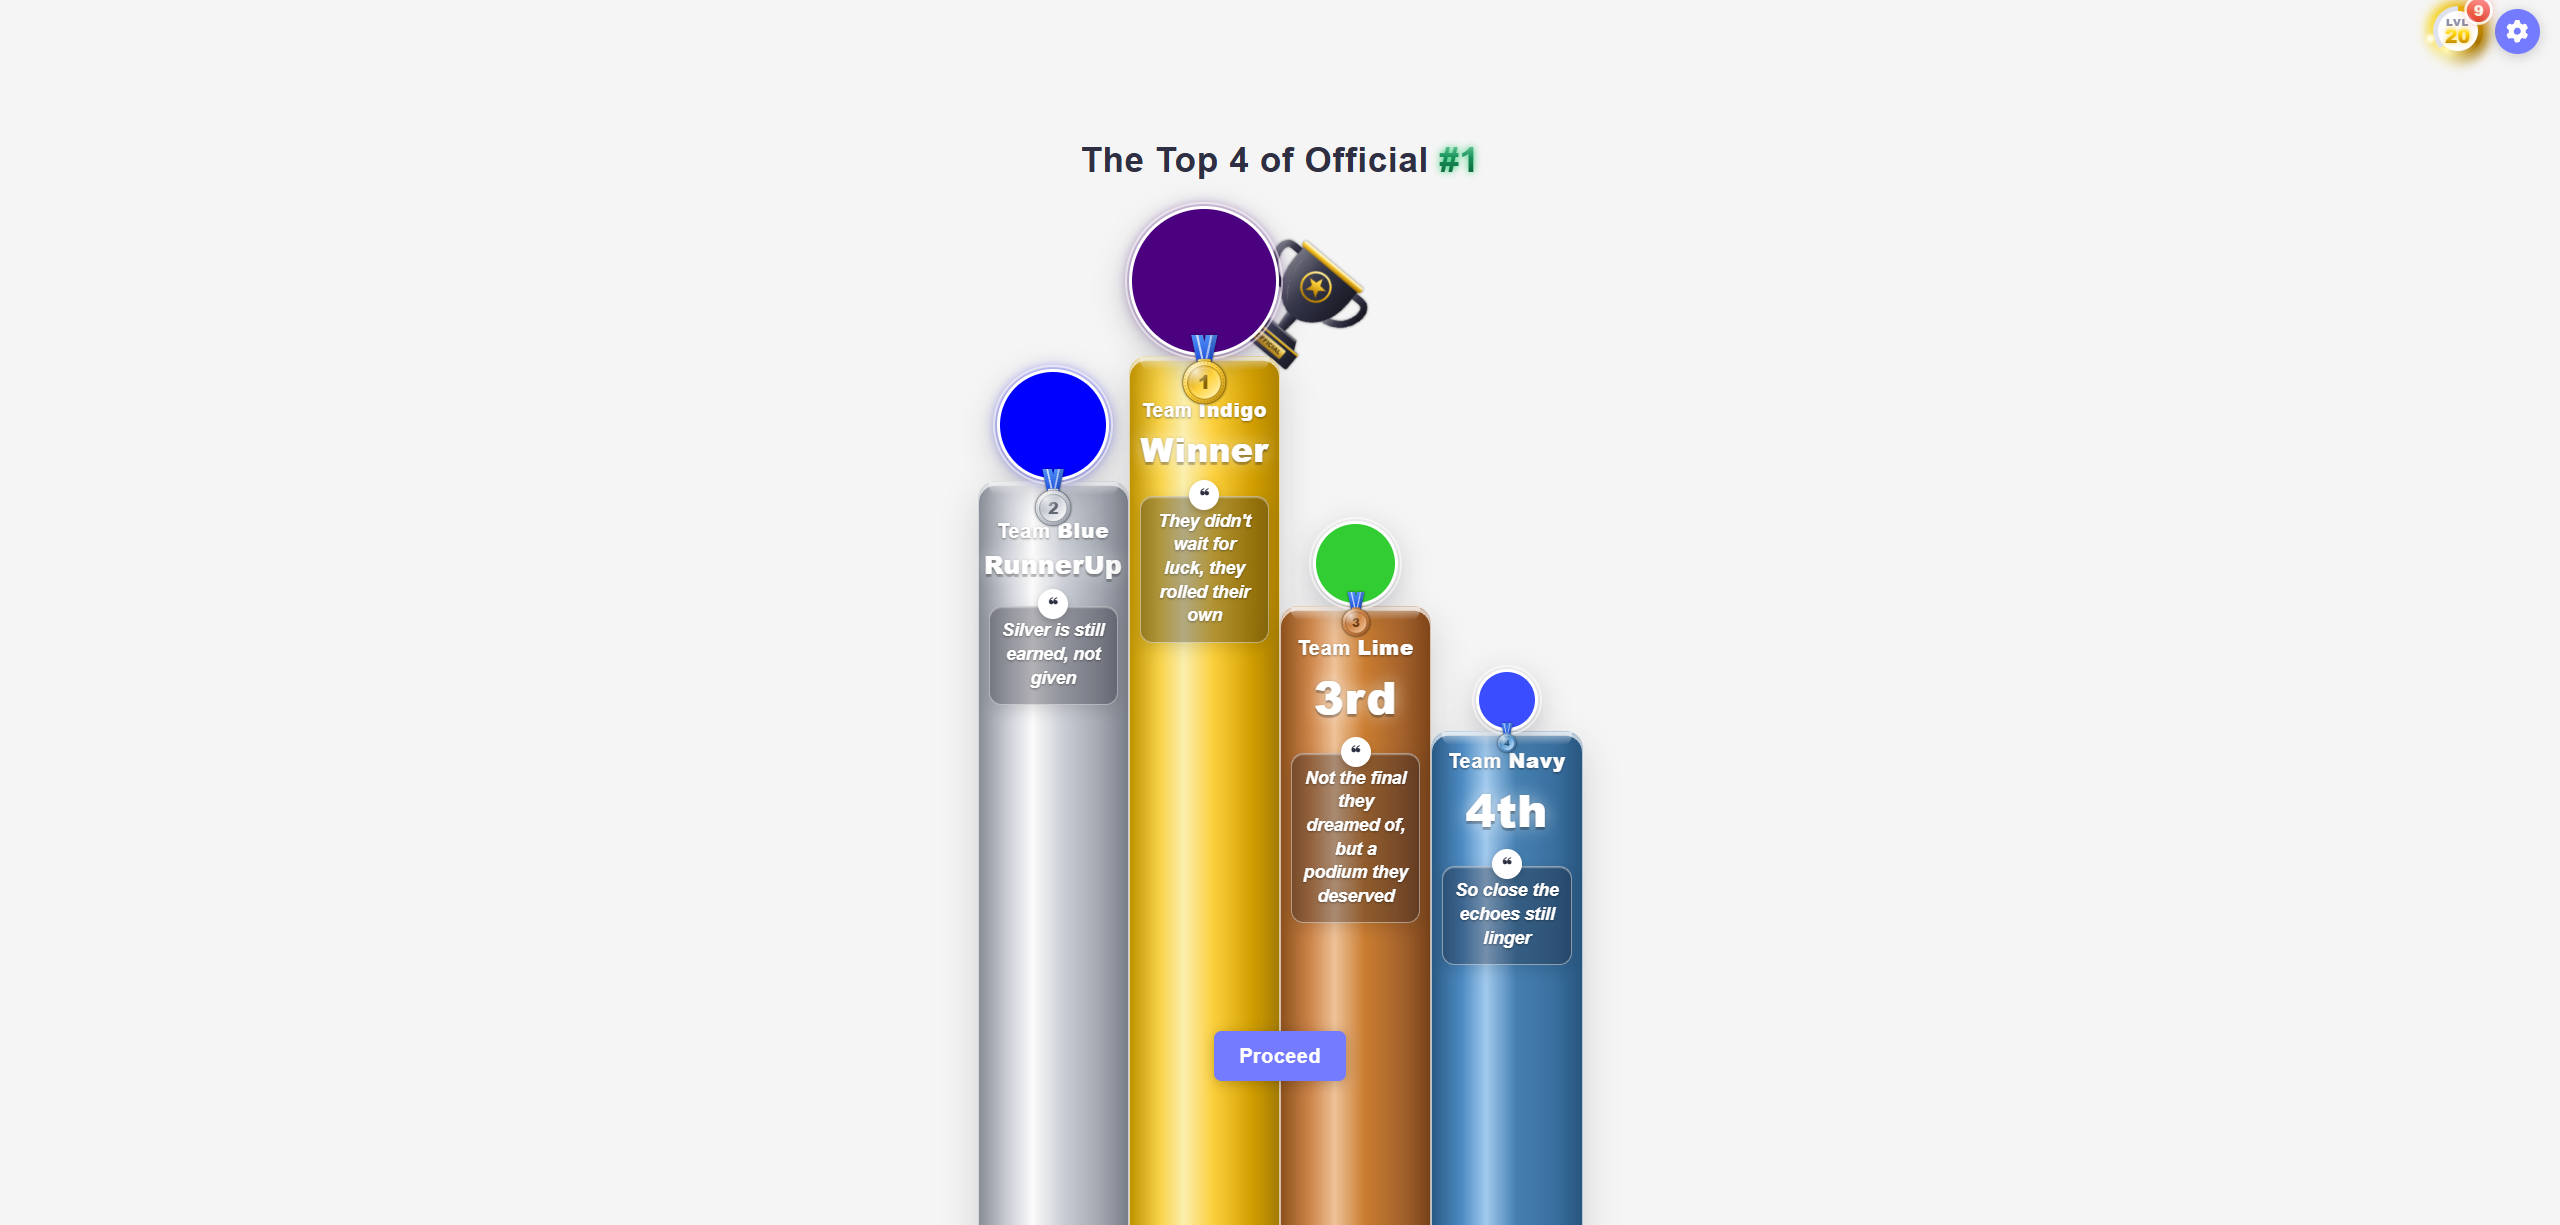 LVL
20
9
The Top 4 of Official #1
OFFICIAL
1
Team Indigo
Winner
❝
They didn't
wait for
luck, they
rolled their
own
2
Team Blue
RunnerUp
❝
Silver is still
earned, not
given
3
Team Lime
3rd
❝
Not the final
they
dreamed of,
but a
podium they
deserved
4
Team Navy
4th
❝
So close the
echoes still
linger
Proceed